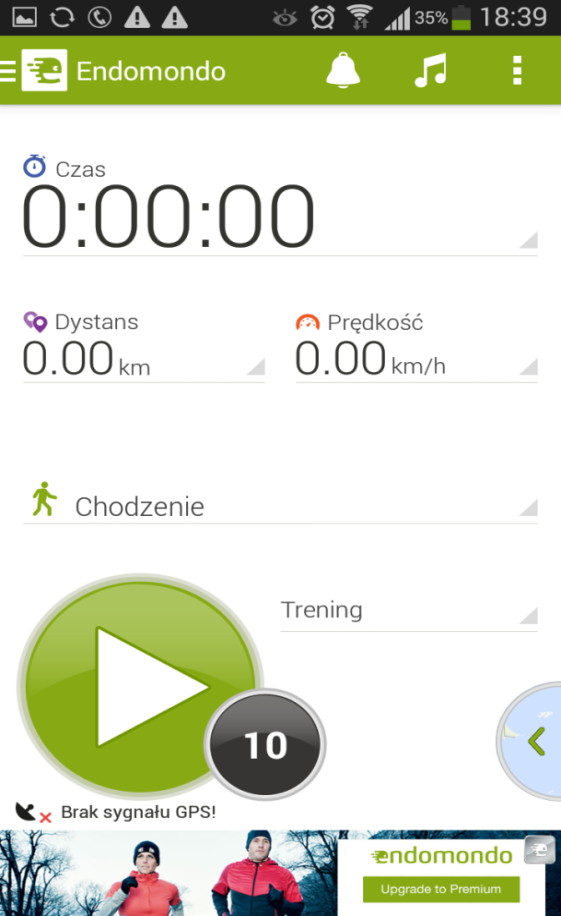 35% 18:39
Endomondo
Czas
0:00:00
Dystans
0.00 km
Prędkość
0.00 km/h
Chodzenie
Trening
10
Brak sygnału GPS!
endomondo
Upgrade to Premium